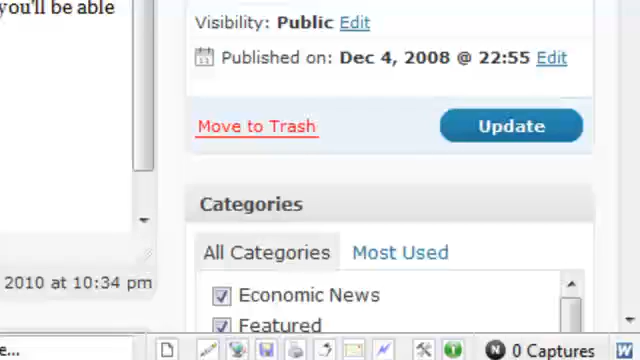 you'll be able
Visibility: Public Edit
Published on: Dec 4, 2008 @ 22:55 Edit
Move to Trash
Update
Categories
All Categories
Most Used
2010 at 10:34 pm
Economic News
Featured
e...
N
0 Captures
W